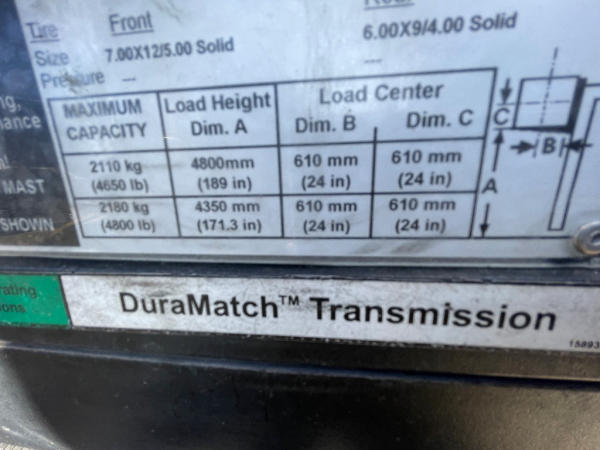 Tire Front
Size 7.00X12/5.00 Solid 6.00X9/4.00 Solid
Pressure --- ---
MAXIMUM CAPACITY Load Height Dim. A Load Center Dim. B Dim. C
2110 kg (4650 lb) 4800mm (189 in) 610 mm (24 in) 610 mm (24 in)
2180 kg (4800 lb) 4350 mm (171.3 in) 610 mm (24 in) 610 mm (24 in)
C
B
A
MAST
SHOWN
DuraMatch™ Transmission
15893